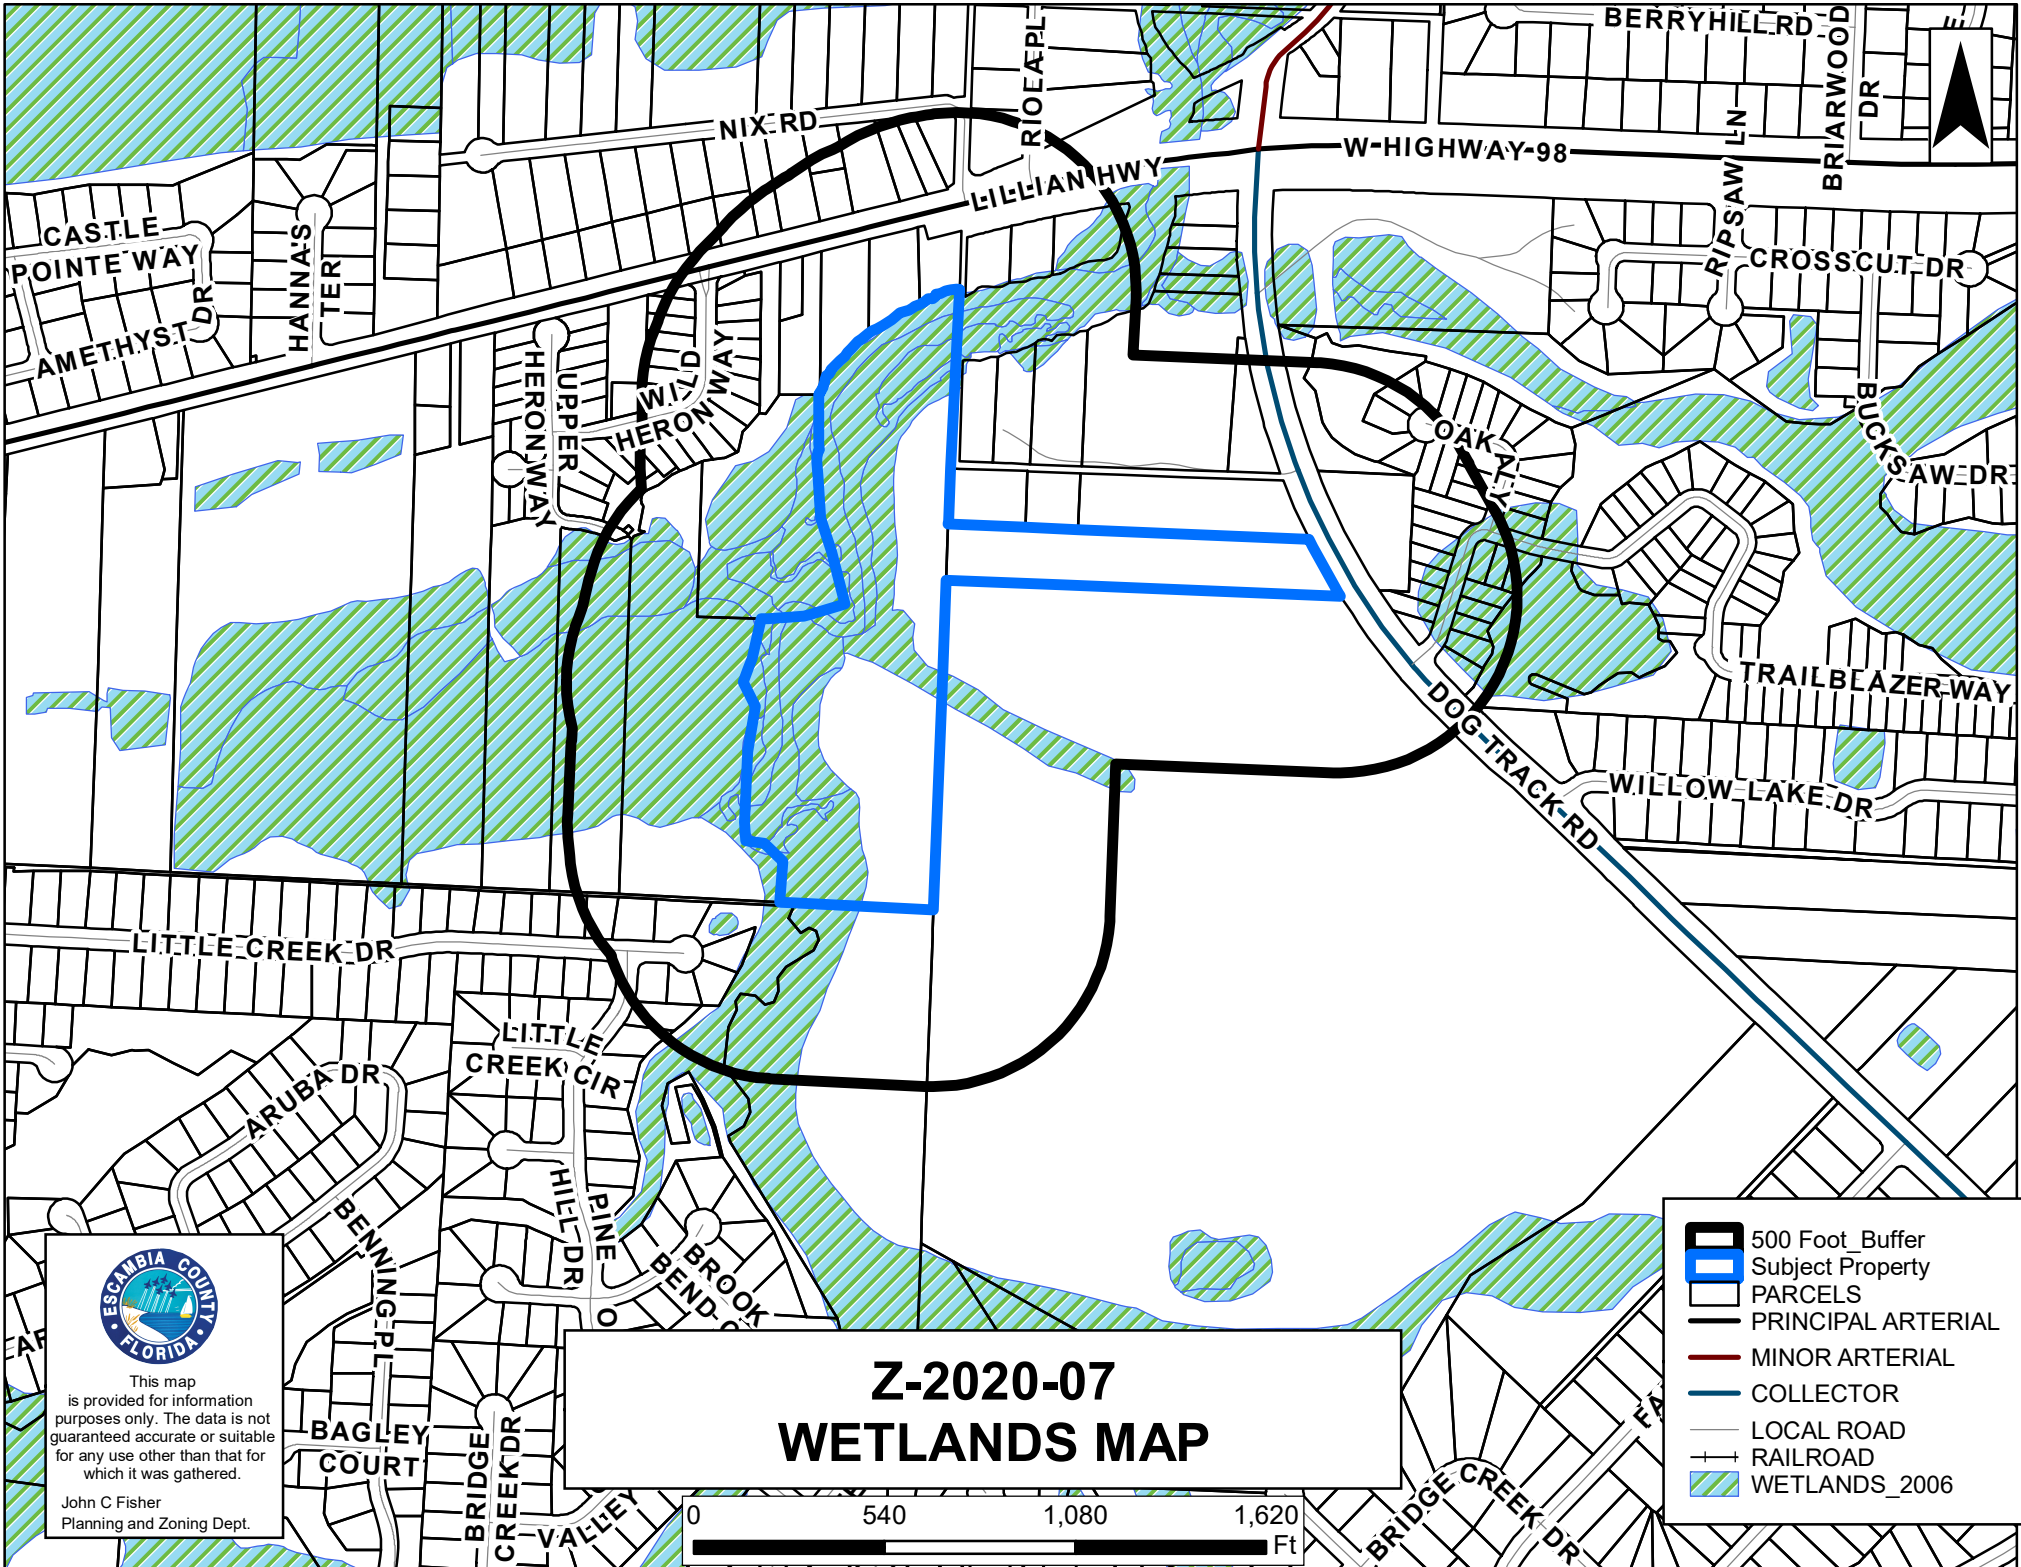 BERRYHILL RD
BRIARWOOD
DR
RIOLA PL
NIX RD
W HIGHWAY 98
LILLIAN HWY
RIPSAW LN
CROSSCUT DR
CASTLE
POINTE WAY
HANNA'S
TER
AMETHYST DR
UPPER
HERON WAY
WILD
HERON WAY
OAK
BUCKSAW DR
TRAILBLAZER WAY
DOG TRACK RD
WILLOW LAKE DR
LITTLE CREEK DR
LITTLE
CREEK CIR
ARUBA DR
BENNING PL
PINE
HILL DR
BROOK
BEND
BAGLEY
COURT
BRIDGE
CREEK DR
VALLEY
BRIDGE CREEK DR
ESCAMBIA COUNTY
FLORIDA
This map
is provided for information
purposes only. The data is not
guaranteed accurate or suitable
for any use other than that for
which it was gathered.
John C Fisher
Planning and Zoning Dept.
Z-2020-07
WETLANDS MAP
0 540 1,080 1,620
Ft
500 Foot_Buffer
Subject Property
PARCELS
PRINCIPAL ARTERIAL
MINOR ARTERIAL
COLLECTOR
LOCAL ROAD
RAILROAD
WETLANDS_2006